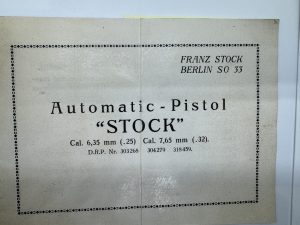 FRANZ STOCK
BERLIN SO 33
Automatic-Pistol
“STOCK”
Cal. 6,35 mm (.25) Cal. 7,65 mm (.32).
D.R.P. Nr. 303268 304270 318459.